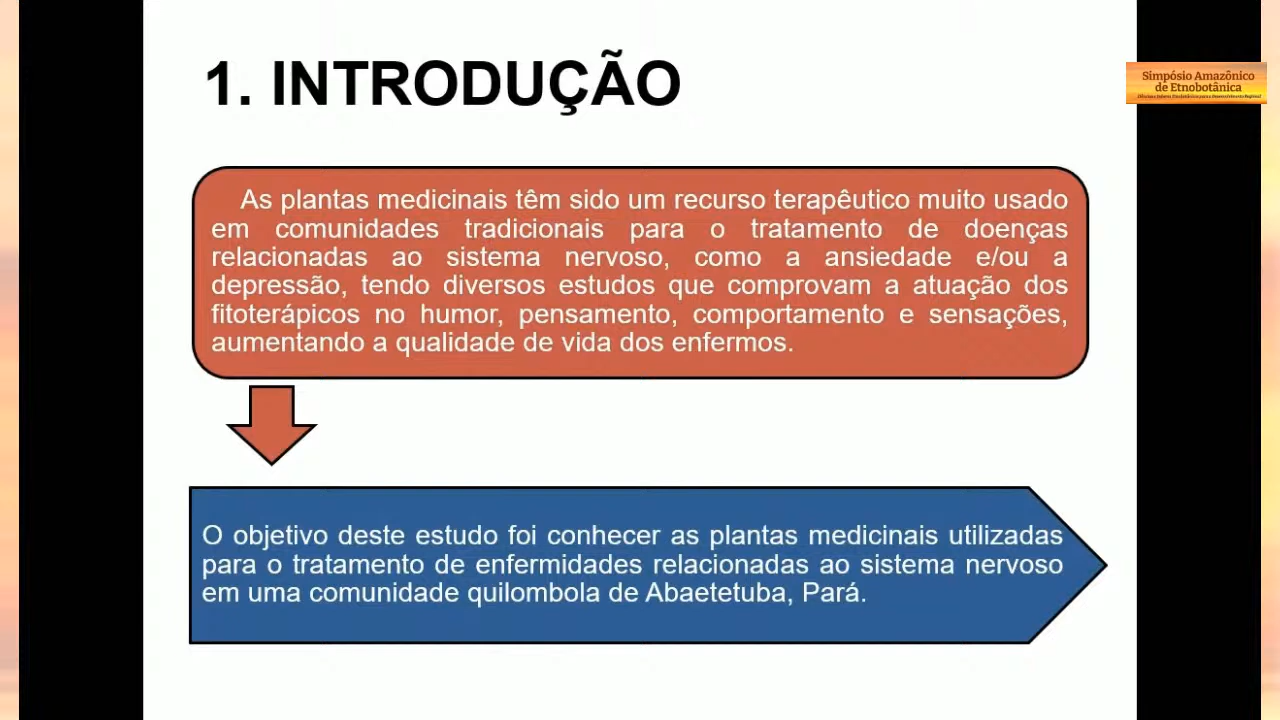 1. INTRODUÇÃO
Simpósio Amazônico
de Etnobotânica
As plantas medicinais têm sido um recurso terapêutico muito usado
em comunidades tradicionais para o tratamento de doenças
relacionadas ao sistema nervoso, como a ansiedade e/ou a
depressão, tendo diversos estudos que comprovam a atuação dos
fitoterápicos no humor, pensamento, comportamento e sensações,
aumentando a qualidade de vida dos enfermos.
O objetivo deste estudo foi conhecer as plantas medicinais utilizadas
para o tratamento de enfermidades relacionadas ao sistema nervoso
em uma comunidade quilombola de Abaetetuba, Pará.